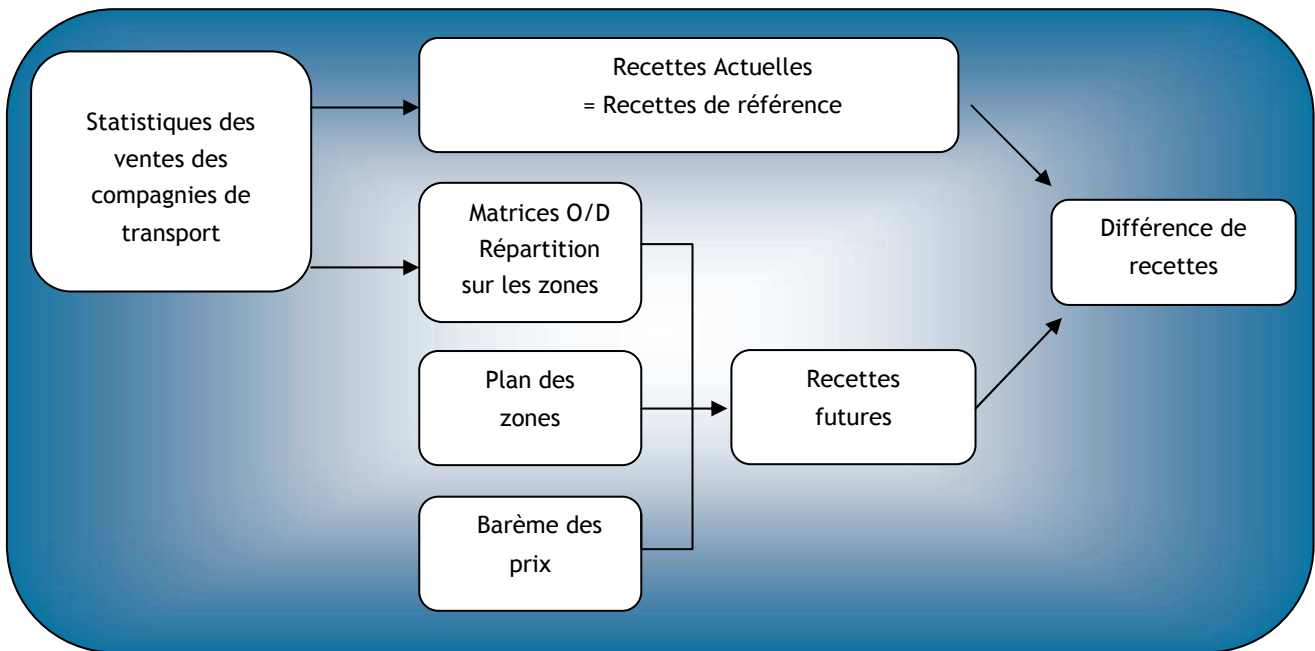 Statistiques des
ventes des
compagnies de
transport
Recettes Actuelles
= Recettes de référence
Matrices O/D
Répartition
sur les zones
Plan des
zones
Barème des
prix
Recettes
futures
Différence de
recettes